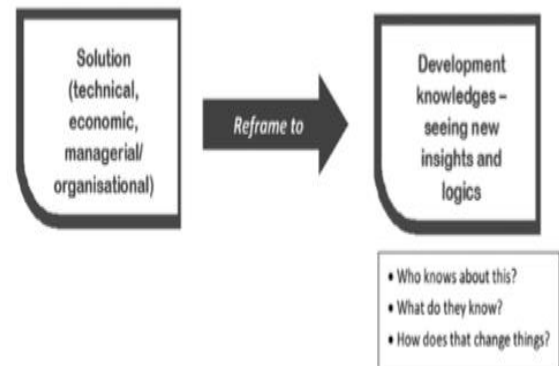 Solution
(technical,
economic,
managerial/
organisational)
Reframe to
Development
knowledges –
seeing new
insights and
logics
• Who knows about this?
• What do they know?
• How does that change things?